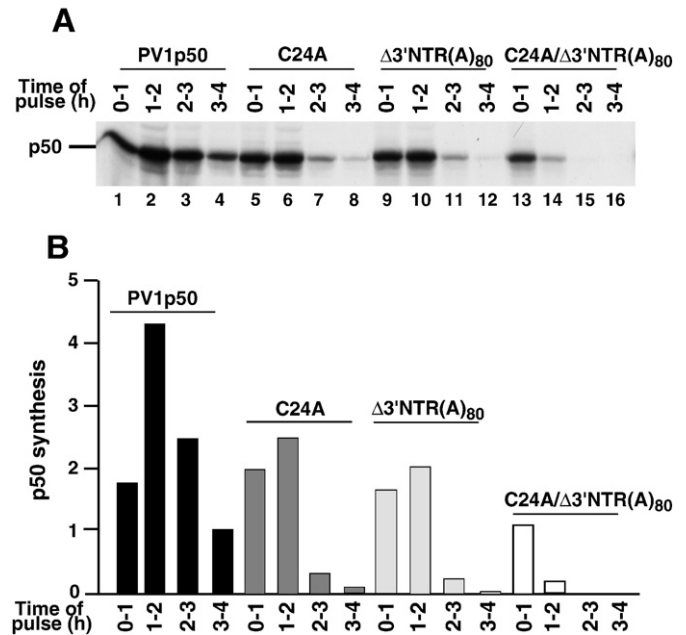 A
PV1p50 C24A Δ3'NTR(A)80 C24A/Δ3'NTR(A)80
Time of
pulse (h) 0-1 1-2 2-3 3-4 0-1 1-2 2-3 3-4 0-1 1-2 2-3 3-4 0-1 1-2 2-3 3-4
p50
1 2 3 4 5 6 7 8 9 10 11 12 13 14 15 16
B
5
4
3
2
1
0
p50 synthesis
PV1p50
C24A
Δ3'NTR(A)80
C24A/Δ3'NTR(A)80
Time of
pulse (h) 0-1 1-2 2-3 3-4 0-1 1-2 2-3 3-4 0-1 1-2 2-3 3-4 0-1 1-2 2-3 3-4